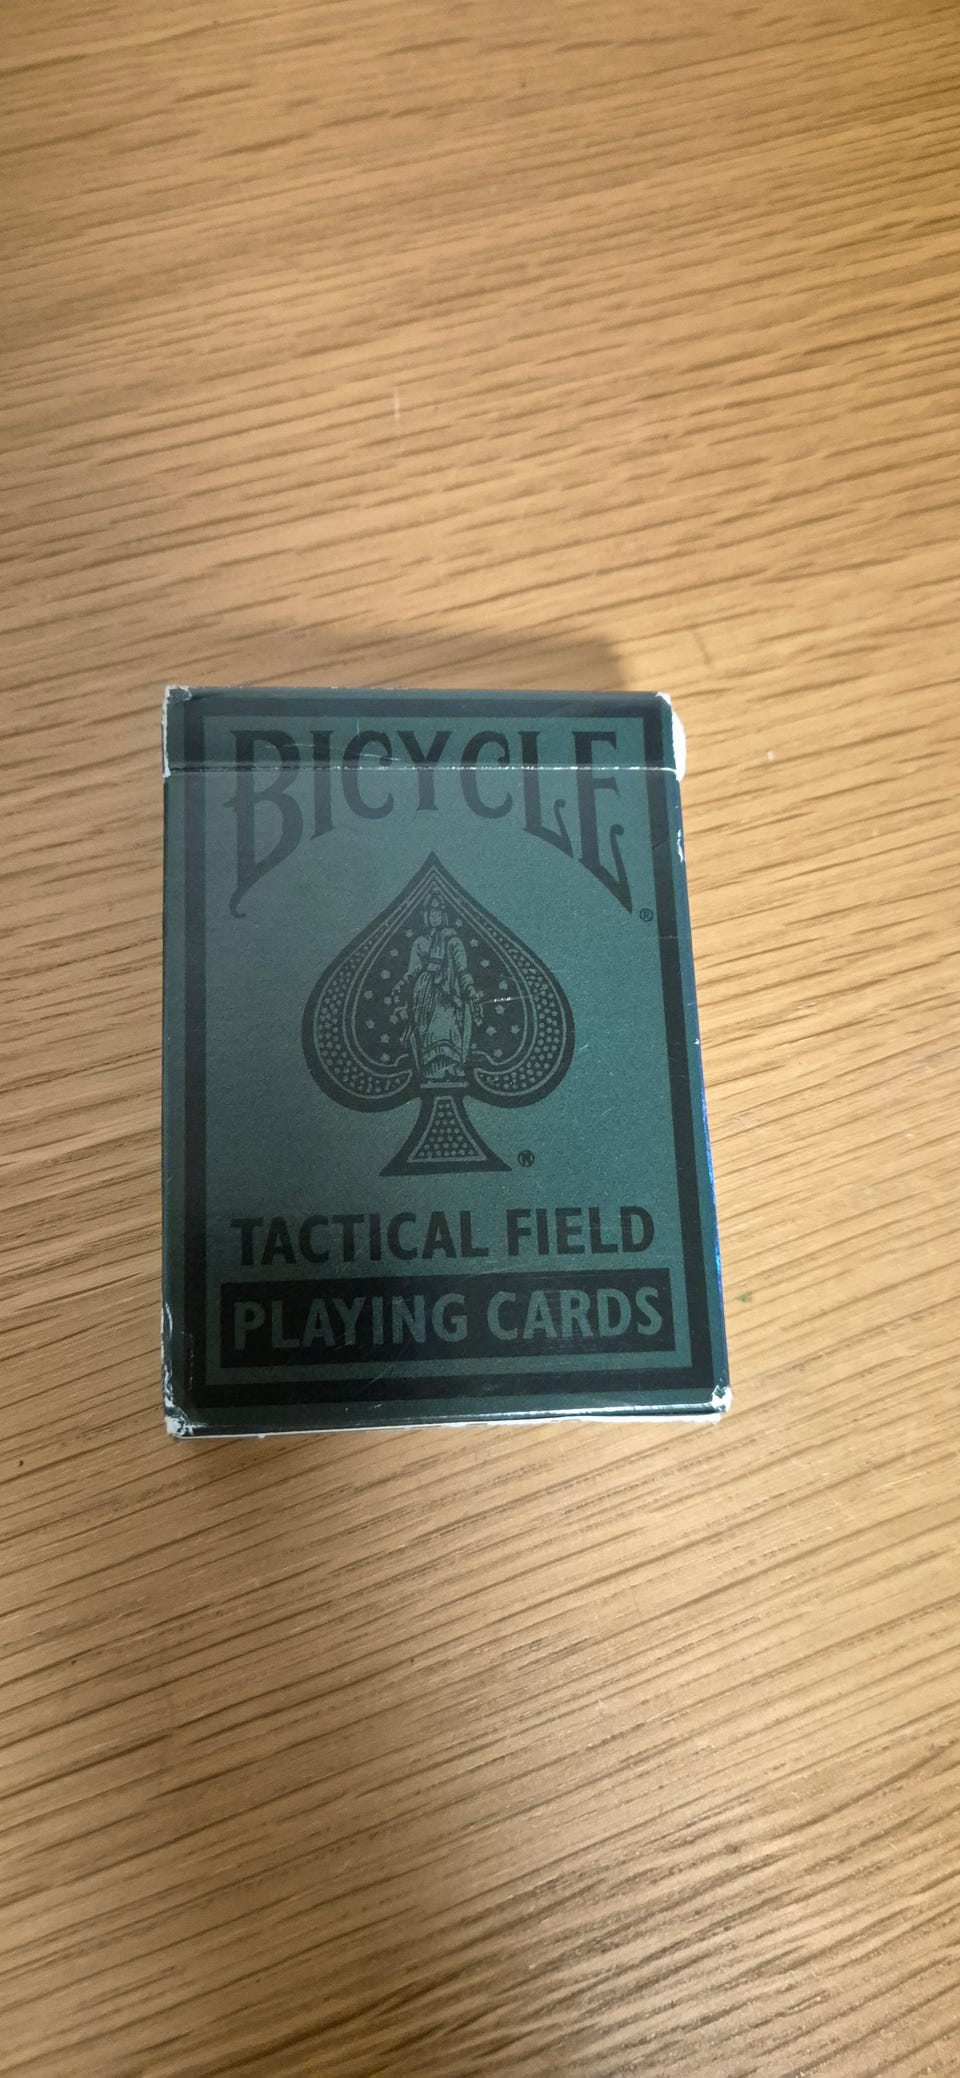 BICYCLE®
®
TACTICAL FIELD
PLAYING CARDS